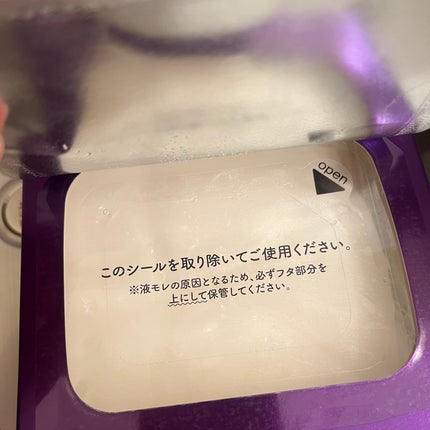 open
このシールを取り除いてご使用ください。
※液モレの原因となるため、必ずフタ部分を
上にして保管してください。